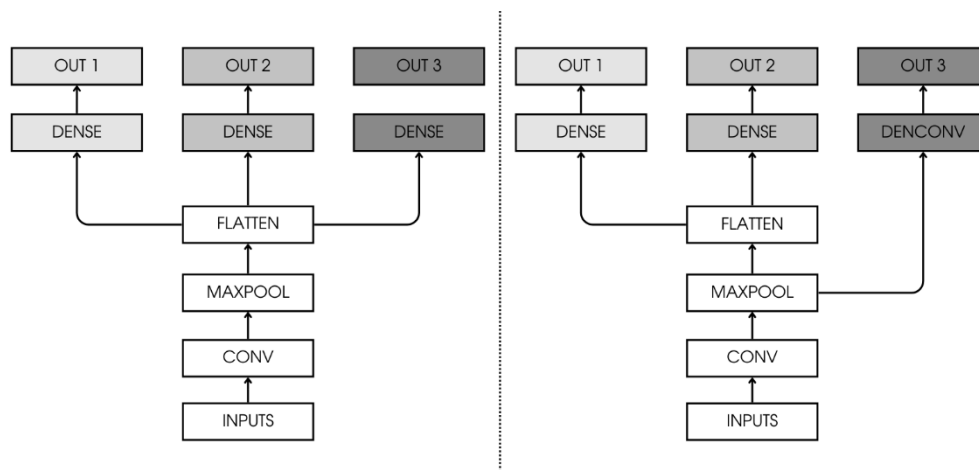 OUT 1
OUT 2
OUT 3
DENSE
DENSE
DENSE
FLATTEN
MAXPOOL
CONV
INPUTS
OUT 1
OUT 2
OUT 3
DENSE
DENSE
DENCONV
FLATTEN
MAXPOOL
CONV
INPUTS